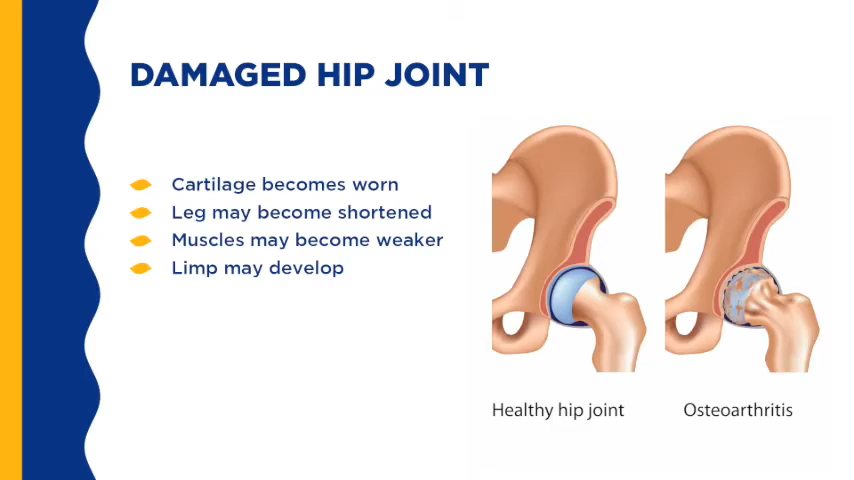 DAMAGED HIP JOINT
Cartilage becomes worn
Leg may become shortened
Muscles may become weaker
Limp may develop
Healthy hip joint
Osteoarthritis